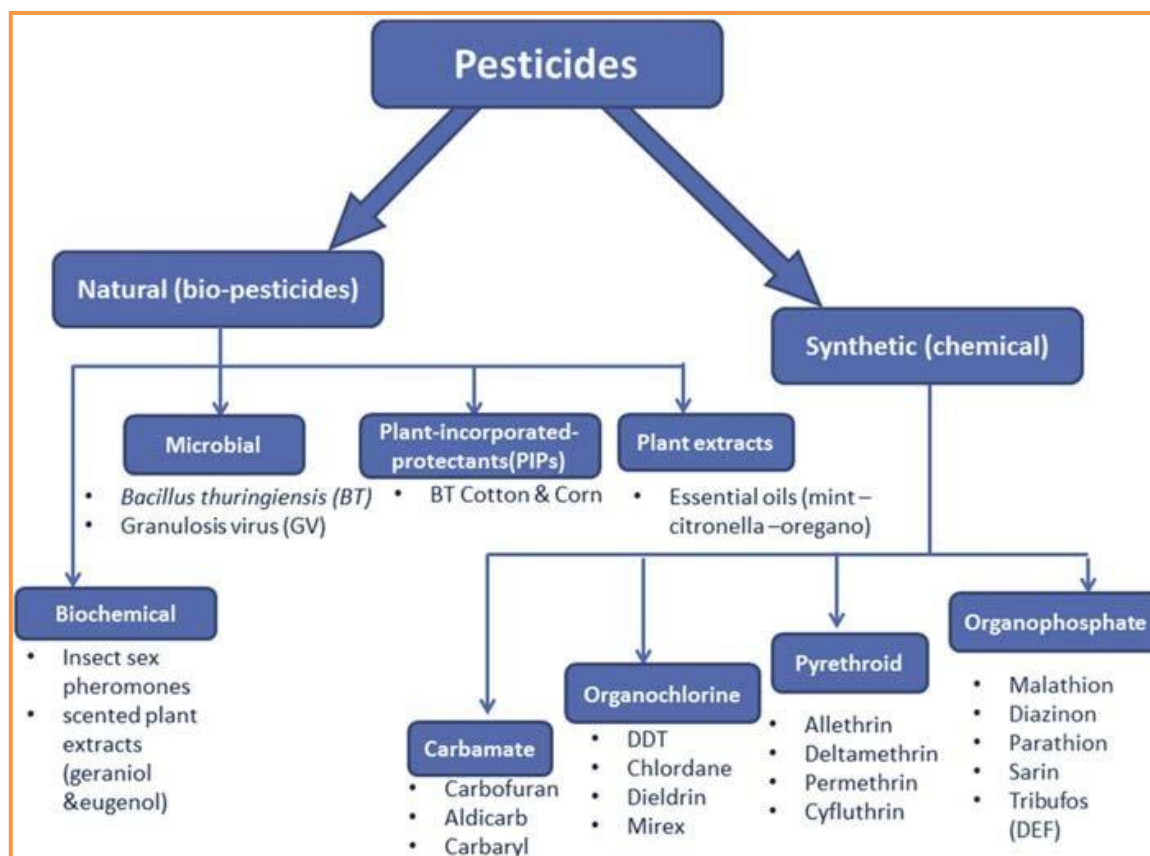 Pesticides
Natural (bio-pesticides)
Synthetic (chemical)
Microbial
• Bacillus thuringiensis (BT)
• Granulosis virus (GV)
Plant-incorporated-
protectants(PIPs)
• BT Cotton & Corn
Plant extracts
• Essential oils (mint –
citronella –oregano)
Biochemical
• Insect sex
pheromones
• scented plant
extracts
(geraniol
&eugenol)
Carbamate
• Carbofuran
• Aldicarb
• Carbaryl
Organochlorine
• DDT
• Chlordane
• Dieldrin
• Mirex
Pyrethroid
• Allethrin
• Deltamethrin
• Permethrin
• Cyfluthrin
Organophosphate
• Malathion
• Diazinon
• Parathion
• Sarin
• Tribufos
(DEF)